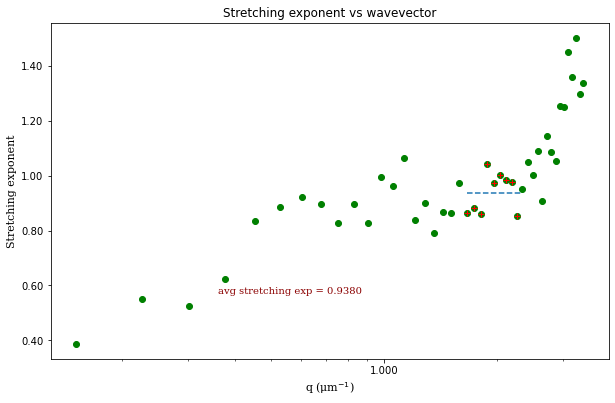 Stretching exponent vs wavevector
Stretching exponent
1.40
1.20
1.00
0.80
0.60
0.40
avg stretching exp = 0.9380
1.000
q (μm⁻¹)